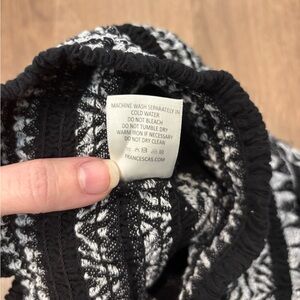 MACHINE WASH SEPARATELY IN
COLD WATER
DO NOT BLEACH
DO NOT TUMBLE DRY
WARM IRON IF NECESSARY
DO NOT DRY CLEAN
FRANCESCAS.COM